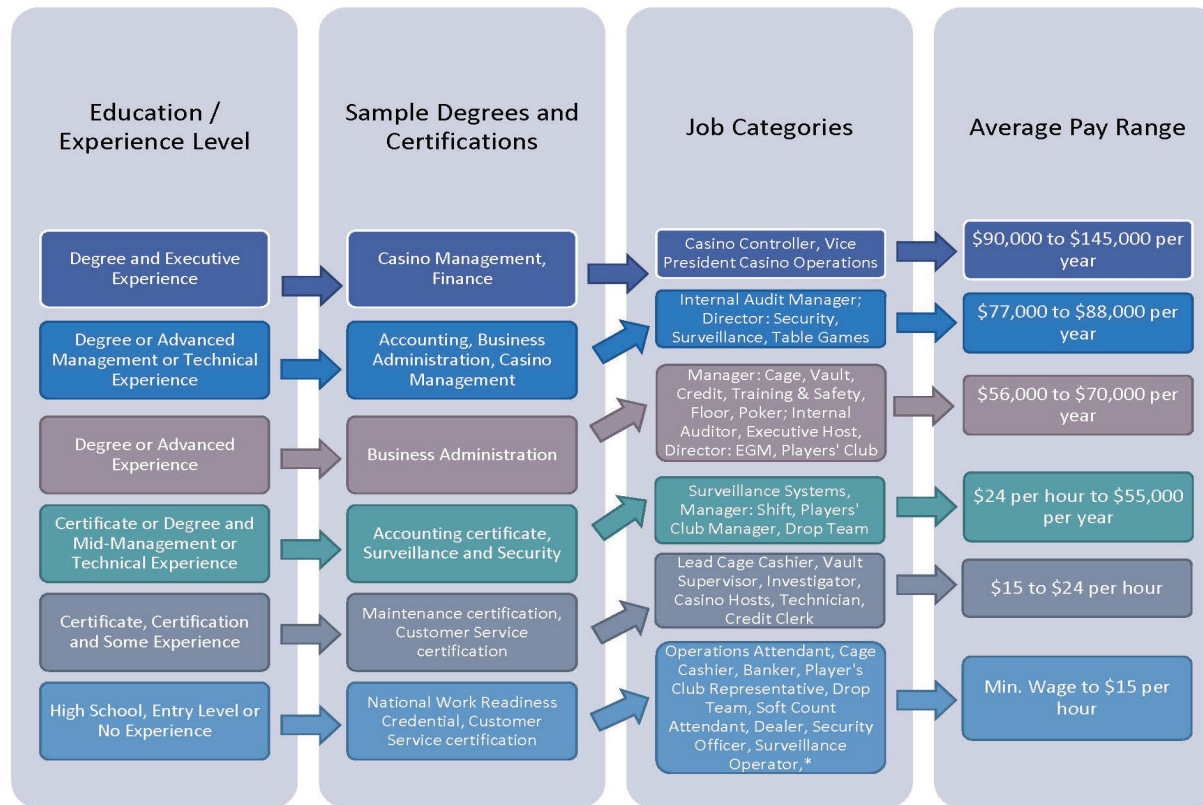 Education /
Experience Level
Sample Degrees and
Certifications
Job Categories
Average Pay Range
Degree and Executive
Experience
Casino Management,
Finance
Casino Controller, Vice
President Casino Operations
$90,000 to $145,000 per
year
Degree or Advanced
Management or Technical
Experience
Accounting, Business
Administration, Casino
Management
Internal Audit Manager;
Director: Security,
Surveillance, Table Games
$77,000 to $88,000 per
year
Degree or Advanced
Experience
Business Administration
Manager: Cage, Vault,
Credit, Training & Safety,
Floor, Poker; Internal
Auditor, Executive Host,
Director: EGM, Players' Club
$56,000 to $70,000 per
year
Certificate or Degree and
Mid-Management or
Technical Experience
Accounting certificate,
Surveillance and Security
Surveillance Systems,
Manager: Shift, Players'
Club Manager, Drop Team
$24 per hour to $55,000
per year
Certificate, Certification
and Some Experience
Maintenance certification,
Customer Service
certification
Lead Cage Cashier, Vault
Supervisor, Investigator,
Casino Hosts, Technician,
Credit Clerk
$15 to $24 per hour
High School, Entry Level or
No Experience
National Work Readiness
Credential, Customer
Service certification
Operations Attendant, Cage
Cashier, Banker, Player's
Club Representative, Drop
Team, Soft Count
Attendant, Dealer, Security
Officer, Surveillance
Operator,*
Min. Wage to $15 per
hour